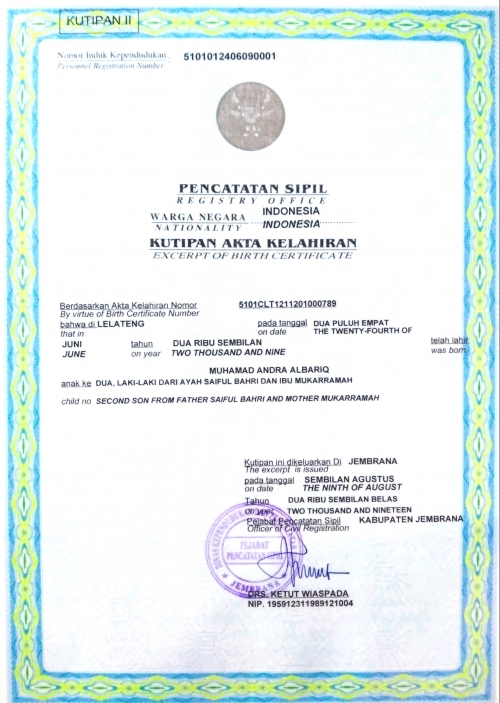 KUTIPAN II
Nomor Induk Kependudukan 5101012406090001
Personnel Registration Number
PENCATATAN SIPIL
REGISTRY OFFICE
WARGA NEGARA INDONESIA
NATIONALITY INDONESIA
KUTIPAN AKTA KELAHIRAN
EXCERPT OF BIRTH CERTIFICATE
Berdasarkan Akta Kelahiran Nomor 5101CLT1211201000789
By virtue of Birth Certificate Number
bahwa di LELATENG pada tanggal DUA PULUH EMPAT
that in on date THE TWENTY-FOURTH OF
JUNI tahun DUA RIBU SEMBILAN telah lahir
JUNE on year TWO THOUSAND AND NINE was born
MUHAMAD ANDRA ALBARIQ
anak ke DUA, LAKI-LAKI DARI AYAH SAIFUL BAHRI DAN IBU MUKARRAMAH
child no SECOND SON FROM FATHER SAIFUL BAHRI AND MOTHER MUKARRAMAH
Kutipan ini dikeluarkan Di JEMBRANA
The excerpt is issued
pada tanggal SEMBILAN AGUSTUS
on date THE NINTH OF AUGUST
Tahun DUA RIBU SEMBILAN BELAS
on year TWO THOUSAND AND NINETEEN
Pejabat Pencatatan Sipil KABUPATEN JEMBRANA
Officer of Civil Registration
PEJABAT
PENCATATAN SIPIL
JEMBRANA
DRS. KETUT WIASPADA
NIP. 195912311989121004